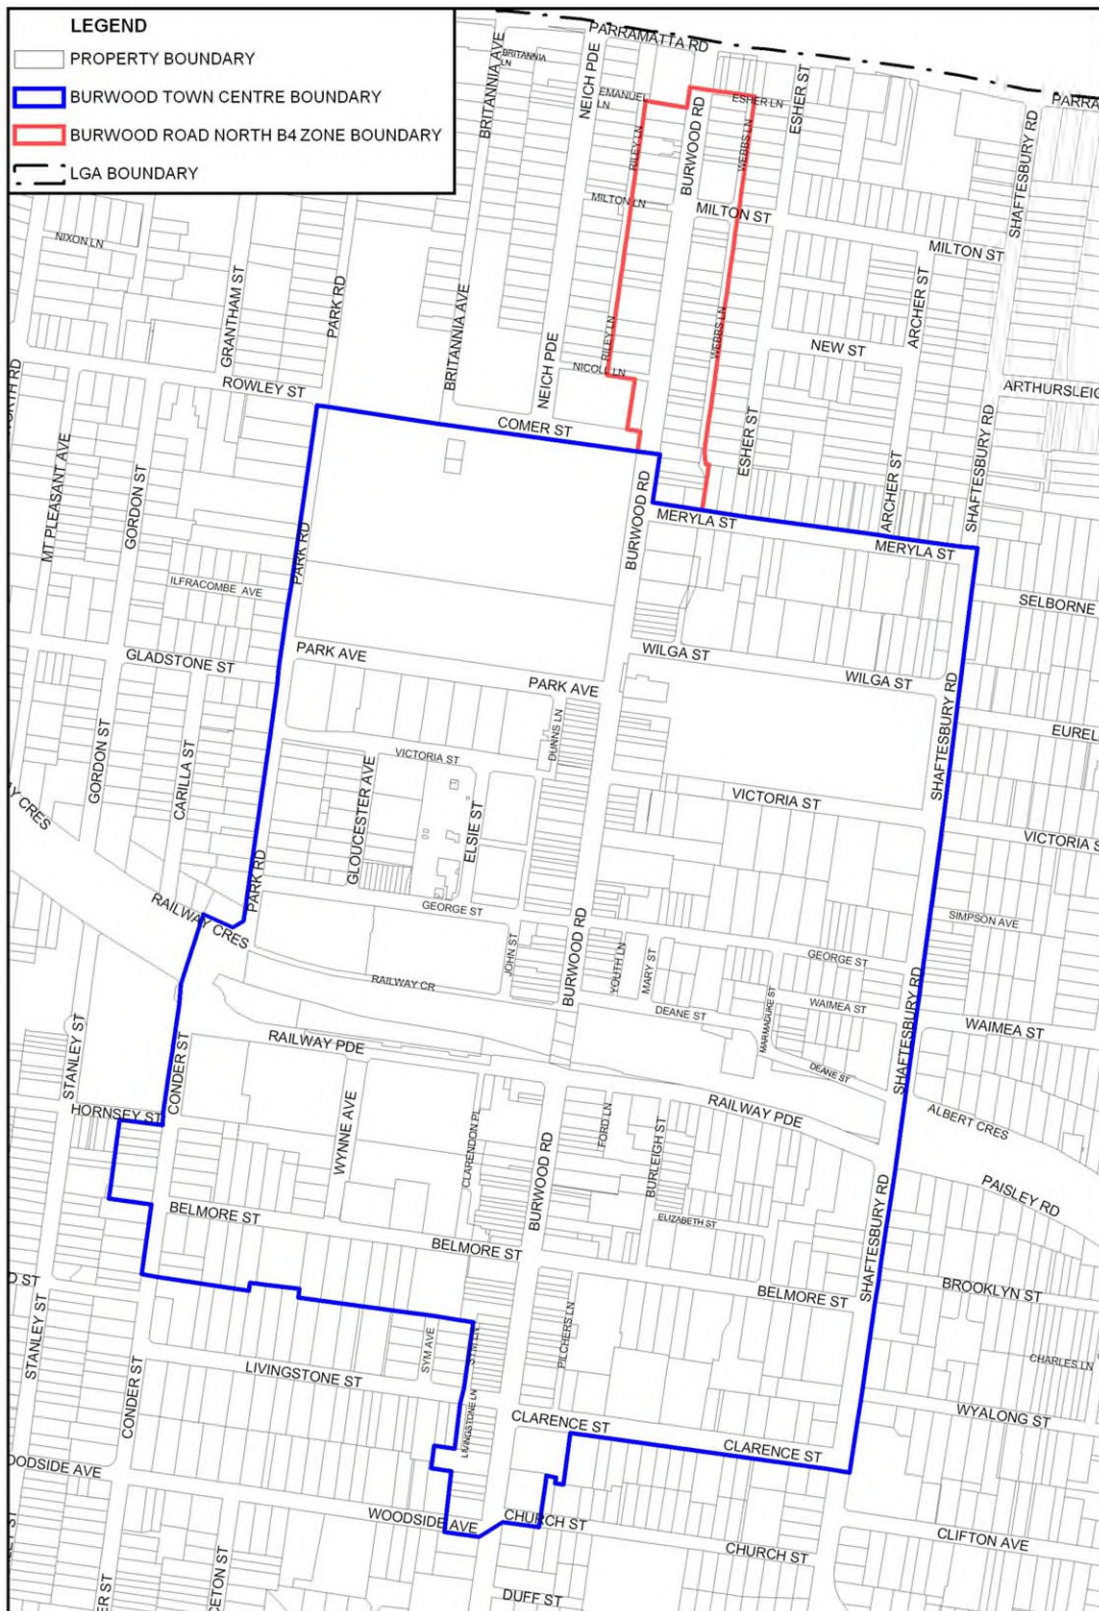 LEGEND
PROPERTY BOUNDARY
BURWOOD TOWN CENTRE BOUNDARY
BURWOOD ROAD NORTH B4 ZONE BOUNDARY
LGA BOUNDARY
PARRAMATTA RD
BRITANNIA AVE
BRITANNIA LN
NEICH PDE
EMANUEL LN
ESHER LN
ESHER ST
PARRA
BURWOOD RD
RILEY LN
WEBBS LN
SHAFTESBURY RD
MILTON LN
MILTON ST
MILTON ST
NIXON LN
GRANTHAM ST
PARK RD
BRITANNIA AVE
NEICH PDE
RILEY LN
WEBBS LN
ARCHER ST
NEW ST
NICOLL LN
ROWLEY ST
ARTHURSLEIG
COMER ST
ESHER ST
ARCHER ST
SHAFTESBURY RD
MT PLEASANT AVE
GORDON ST
BURWOOD RD
MERYLA ST
MERYLA ST
PARK RD
ILFRACOMBE AVE
SELBORNE
GLADSTONE ST
PARK AVE
PARK AVE
WILGA ST
WILGA ST
SHAFTESBURY RD
EUREL
GORDON ST
CARILLA ST
DUNNS LN
VICTORIA ST
GLOUCESTER AVE
ELSIE ST
VICTORIA ST
VICTORIA S
AY CRES
PARK RD
RAILWAY CRES
GEORGE ST
JOHN ST
BURWOOD RD
YOUTH LN
MARY ST
GEORGE ST
SIMPSON AVE
RAILWAY CR
DEANE ST
MARMADUKE ST
WAIMEA ST
WAIMEA ST
SHAFTESBURY RD
STANLEY ST
CONDER ST
RAILWAY PDE
DEANE ST
HORNSEY ST
WYNNE AVE
CLARENDON PL
BURWOOD RD
FORD LN
BURLEIGH ST
RAILWAY PDE
ALBERT CRES
PAISLEY RD
BELMORE ST
BELMORE ST
ELIZABETH ST
SHAFTESBURY RD
BELMORE ST
BROOKLYN ST
D ST
STANLEY ST
CONDER ST
SYM AVE
SYM LN
PILCHERS LN
CHARLES LN
LIVINGSTONE ST
LIVINGSTONE LN
CLARENCE ST
CLARENCE ST
WYALONG ST
OODSIDE AVE
WOODSIDE AVE
CHURCH ST
CHURCH ST
CLIFTON AVE
ER ST
CETON ST
DUFF ST